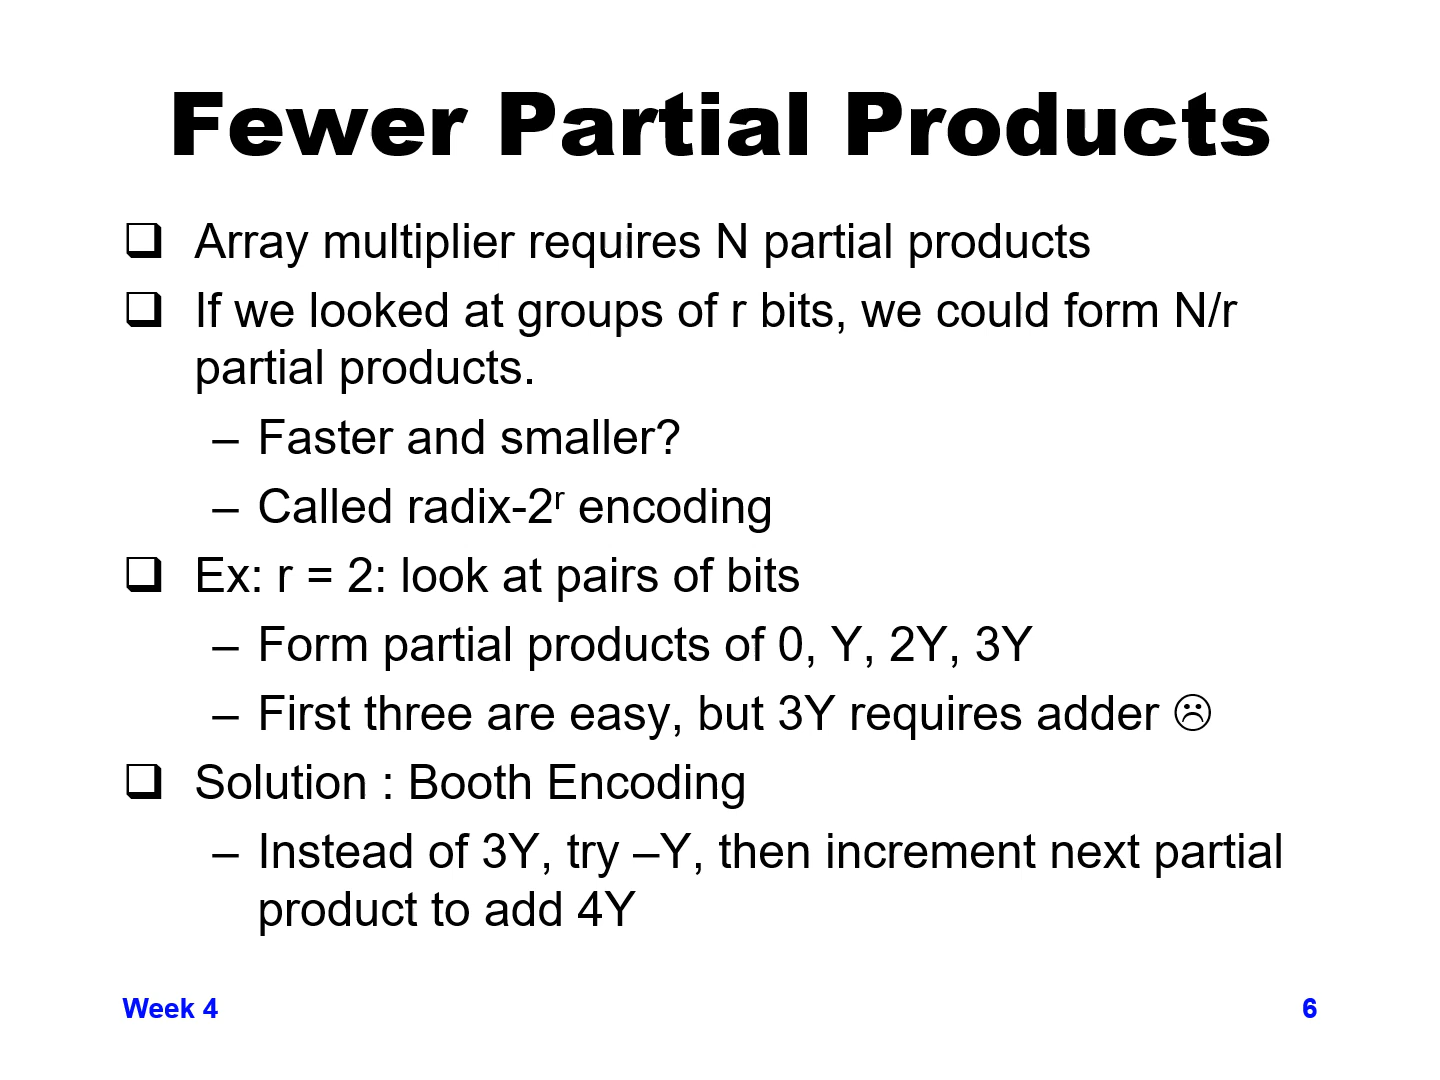 Fewer Partial Products
❑ Array multiplier requires N partial products
❑ If we looked at groups of r bits, we could form N/r
partial products.
– Faster and smaller?
– Called radix-2ʳ encoding
❑ Ex: r = 2: look at pairs of bits
– Form partial products of 0, Y, 2Y, 3Y
– First three are easy, but 3Y requires adder ☹
❑ Solution : Booth Encoding
– Instead of 3Y, try –Y, then increment next partial
product to add 4Y
Week 4
6